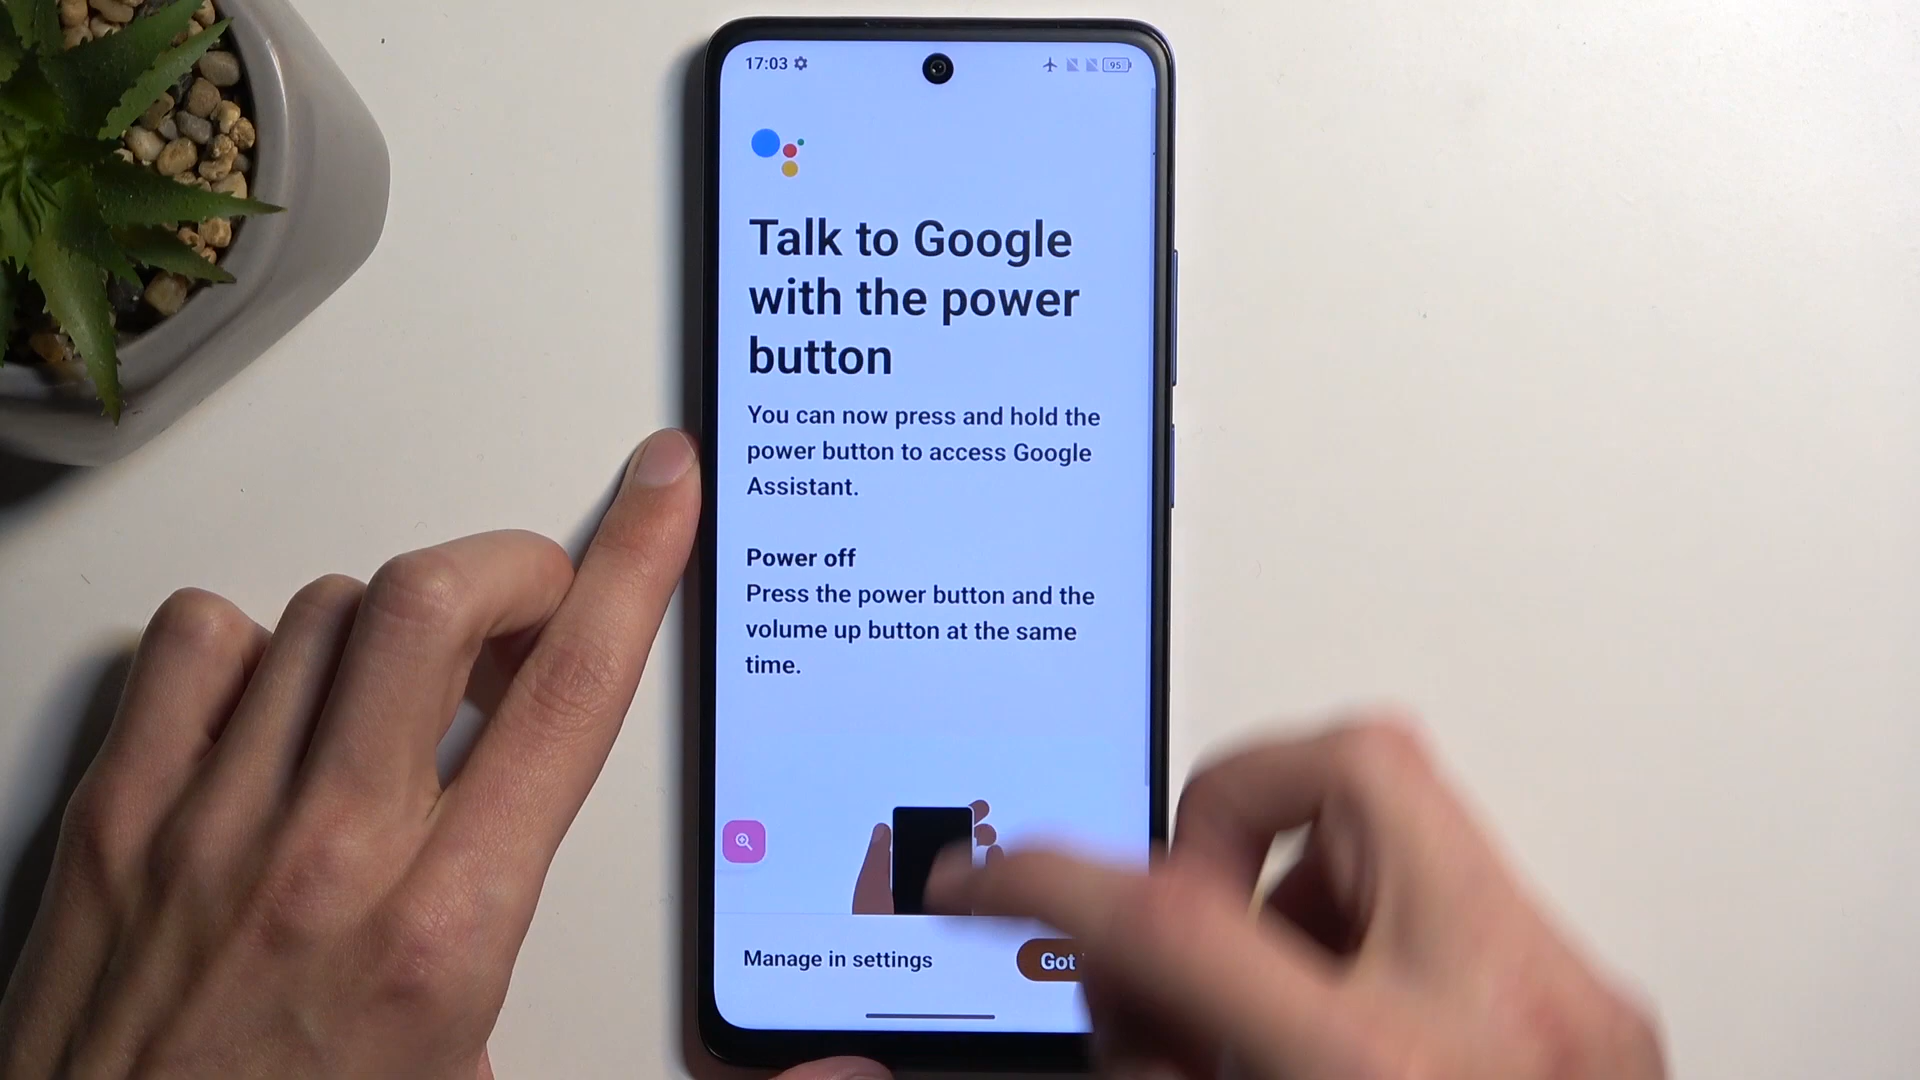 17:03
95
Talk to Google
with the power
button
You can now press and hold the
power button to access Google
Assistant.
Power off
Press the power button and the
volume up button at the same
time.
Manage in settings
Got